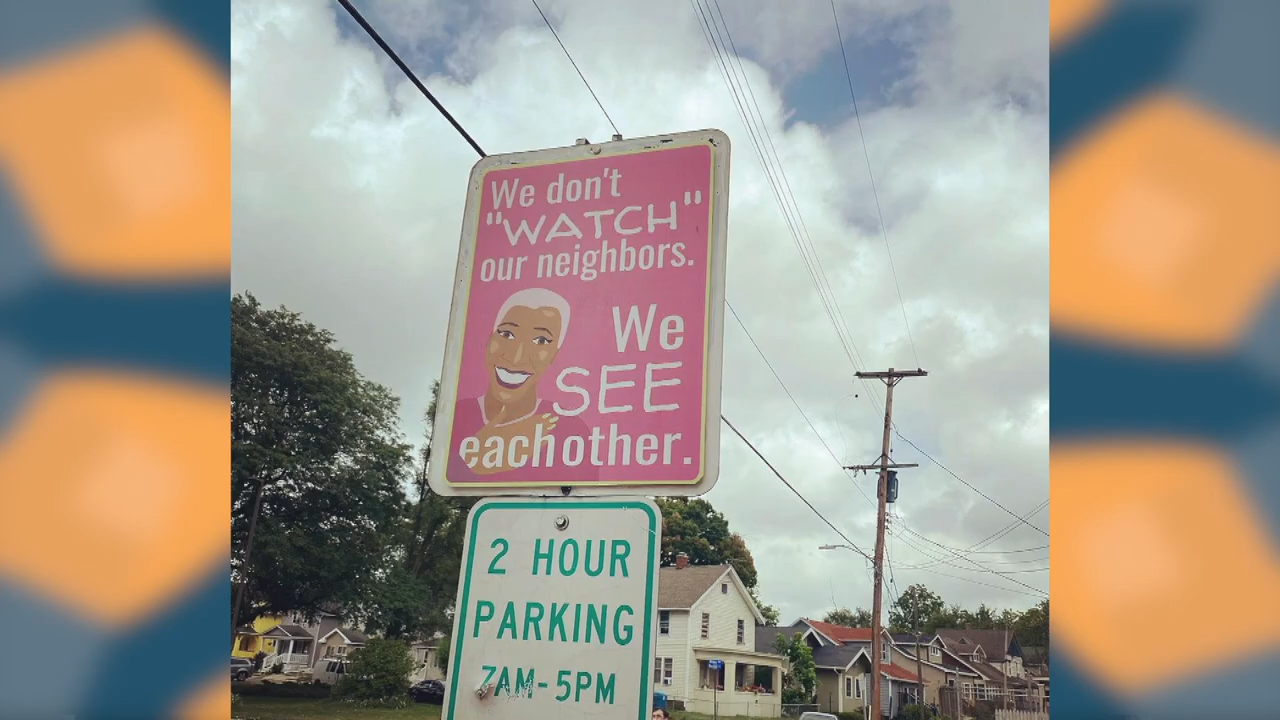 We don't
"WATCH"
our neighbors.
We
SEE
eachother.
2 HOUR
PARKING
7AM-5PM